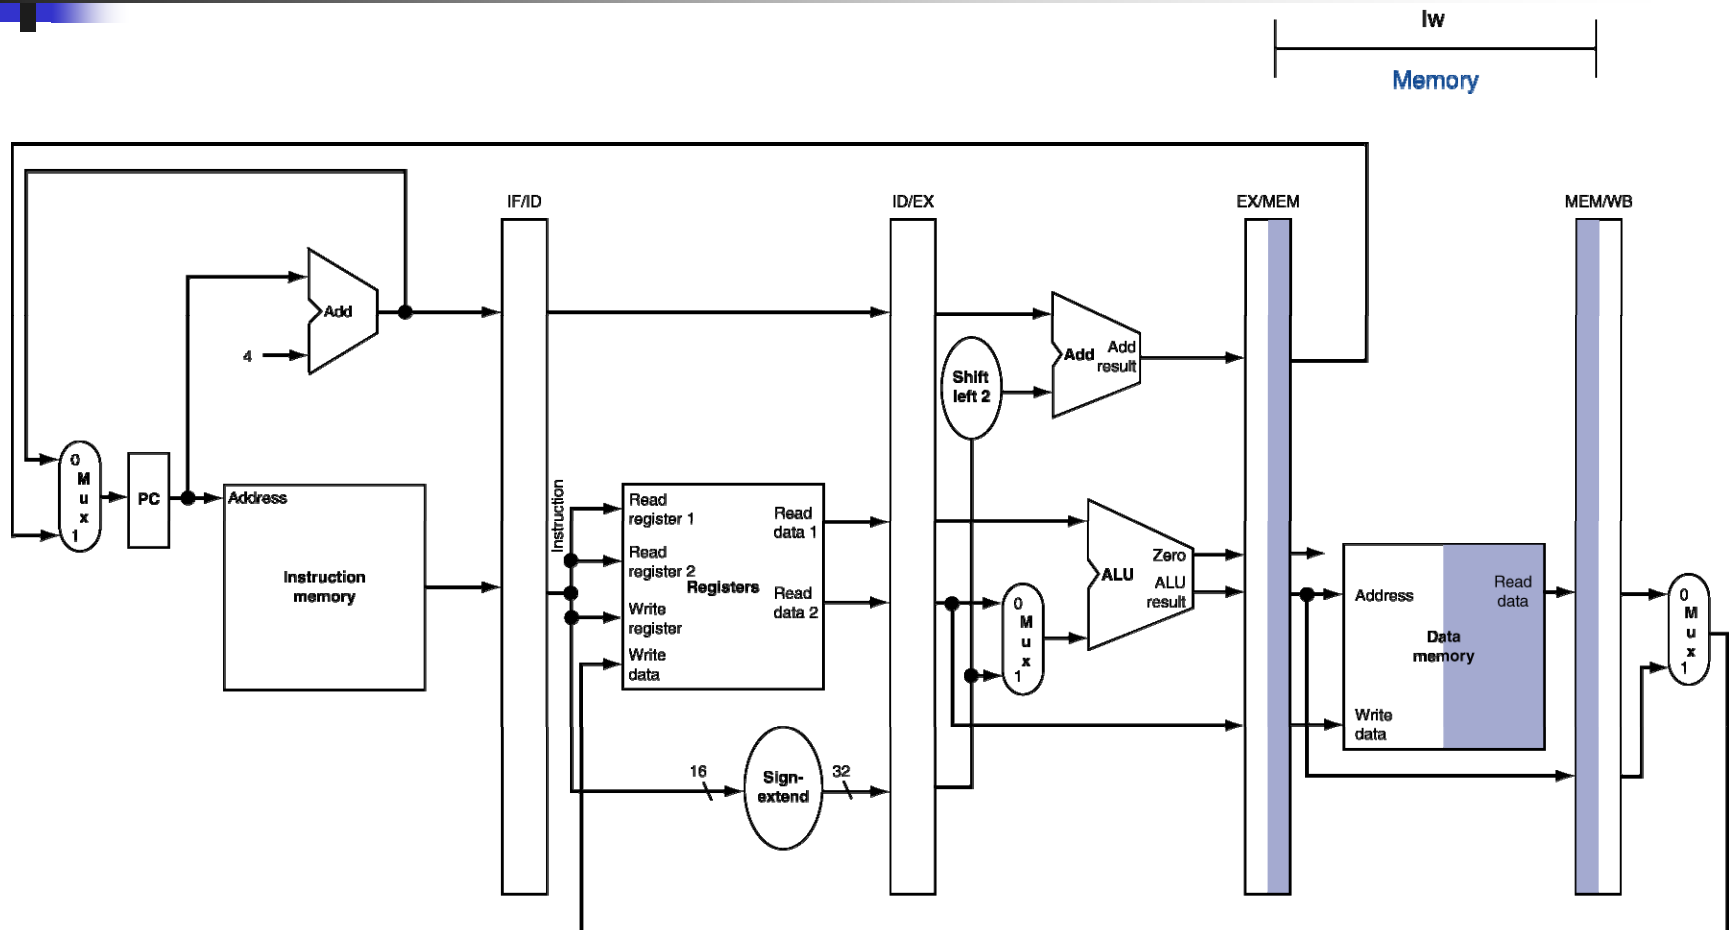 lw
Memory
IF/ID
ID/EX
EX/MEM
MEM/WB
Add
4
Add
Add
result
Shift
left 2
0
M
u
x
1
PC
Address
Instruction
memory
Instruction
Read
register 1
Read
register 2
Write
register
Write
data
Registers
Read
data 1
Read
data 2
16
Sign-
extend
32
0
M
u
x
1
ALU
Zero
ALU
result
Address
Read
data
Data
memory
Write
data
0
M
u
x
1